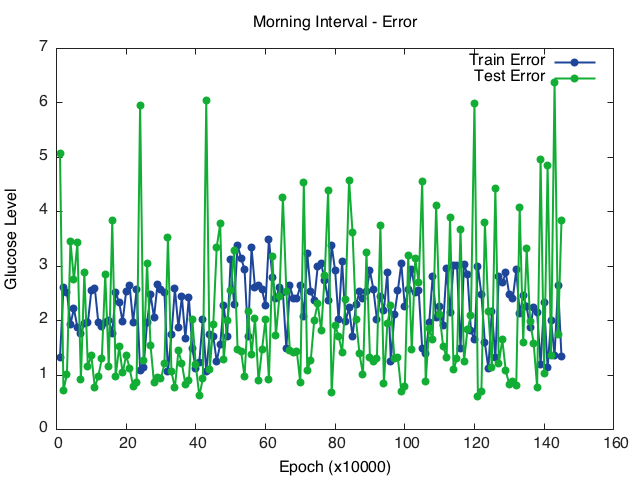 Morning Interval - Error
7
6
5
4
3
2
1
0
Glucose Level
Train Error
Test Error
0 20 40 60 80 100 120 140 160
Epoch (x10000)